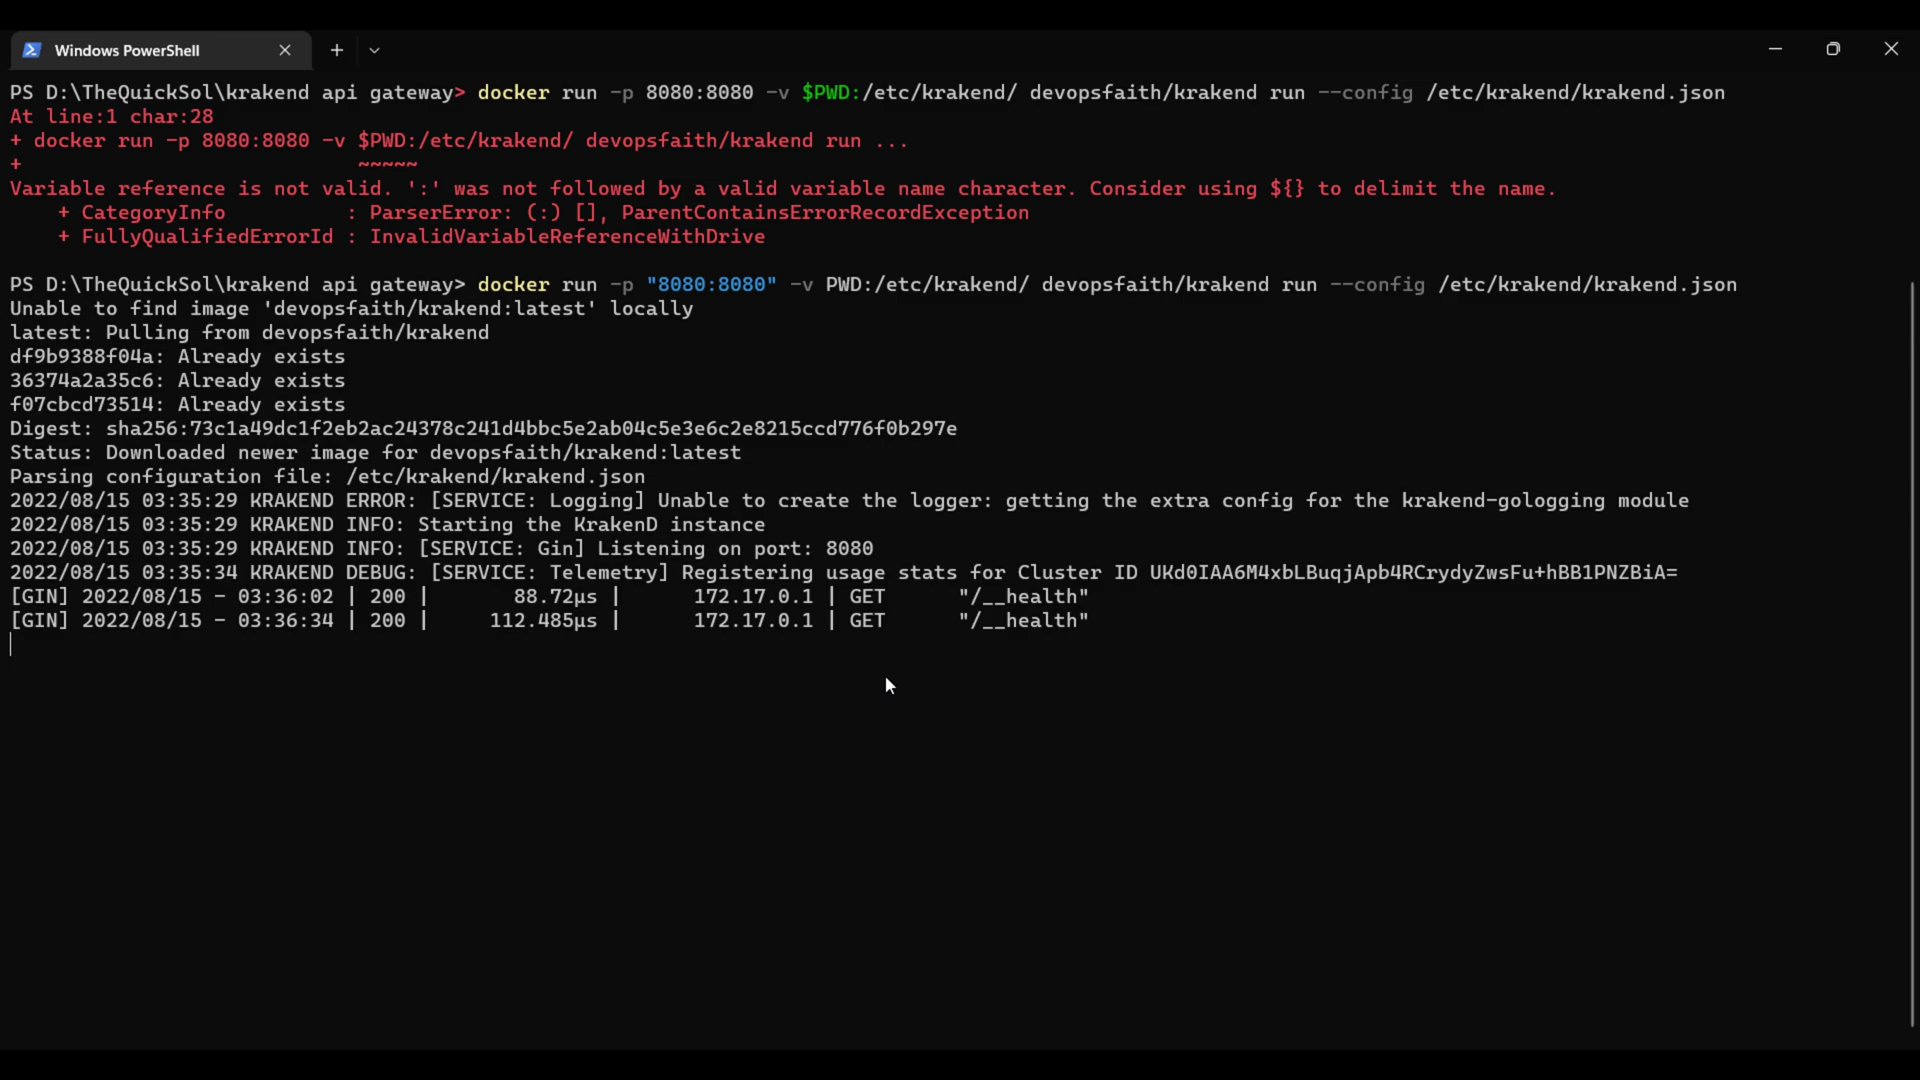 Windows PowerShell
PS D:\TheQuickSol\krakend api gateway> docker run -p 8080:8080 -v $PWD:/etc/krakend/ devopsfaith/krakend run --config /etc/krakend/krakend.json
At line:1 char:28
+ docker run -p 8080:8080 -v $PWD:/etc/krakend/ devopsfaith/krakend run ...
+                            ~~~~~
Variable reference is not valid. ':' was not followed by a valid variable name character. Consider using ${} to delimit the name.
    + CategoryInfo          : ParserError: (:) [], ParentContainsErrorRecordException
    + FullyQualifiedErrorId : InvalidVariableReferenceWithDrive
PS D:\TheQuickSol\krakend api gateway> docker run -p "8080:8080" -v PWD:/etc/krakend/ devopsfaith/krakend run --config /etc/krakend/krakend.json
Unable to find image 'devopsfaith/krakend:latest' locally
latest: Pulling from devopsfaith/krakend
df9b9388f04a: Already exists
36374a2a35c6: Already exists
f07cbcd73514: Already exists
Digest: sha256:73c1a49dc1f2eb2ac24378c241d4bbc5e2ab04c5e3e6c2e8215ccd776f0b297e
Status: Downloaded newer image for devopsfaith/krakend:latest
Parsing configuration file: /etc/krakend/krakend.json
2022/08/15 03:35:29 KRAKEND ERROR: [SERVICE: Logging] Unable to create the logger: getting the extra config for the krakend-gologging module
2022/08/15 03:35:29 KRAKEND INFO: Starting the KrakenD instance
2022/08/15 03:35:29 KRAKEND INFO: [SERVICE: Gin] Listening on port: 8080
2022/08/15 03:35:34 KRAKEND DEBUG: [SERVICE: Telemetry] Registering usage stats for Cluster ID UKd0IAA6M4xbLBuqjApb4RCrydyZwsFu+hBB1PNZBiA=
[GIN] 2022/08/15 - 03:36:02 | 200 |       88.72µs |      172.17.0.1 | GET      "/__health"
[GIN] 2022/08/15 - 03:36:34 | 200 |     112.485µs |      172.17.0.1 | GET      "/__health"